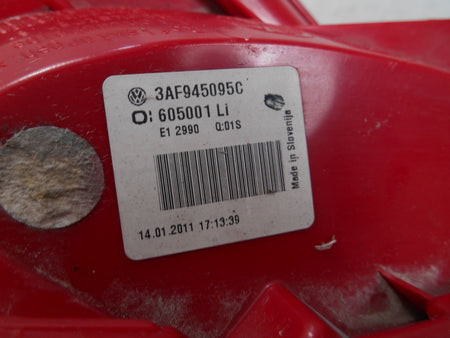 3AF945095C
605001 Li
E1 2990 Q:01S
Made in Slovenija
14.01.2011 17:13:39